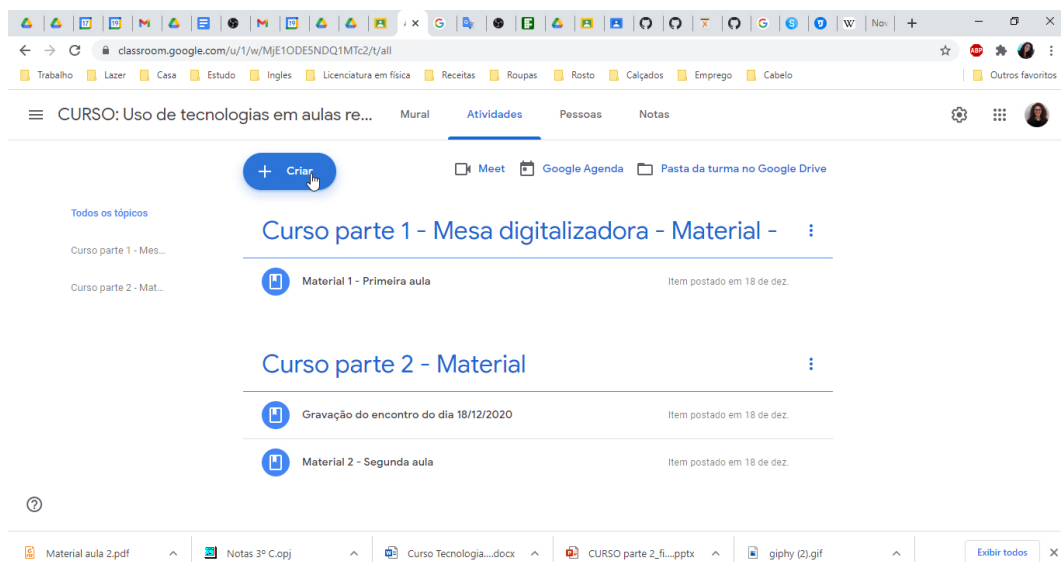 Nov
classroom.google.com/u/1/w/MjE1ODE5NDQ1MTc2/t/all
ABP
Trabalho Lazer Casa Estudo Ingles Licenciatura em física Receitas Roupas Rosto Calçados Emprego Cabelo Outros favoritos
CURSO: Uso de tecnologias em aulas re... Mural Atividades Pessoas Notas
+ Criar Meet Google Agenda Pasta da turma no Google Drive
Todos os tópicos
Curso parte 1 - Mes...
Curso parte 2 - Mat...
Curso parte 1 - Mesa digitalizadora - Material -
Material 1 - Primeira aula Item postado em 18 de dez.
Curso parte 2 - Material
Gravação do encontro do dia 18/12/2020 Item postado em 18 de dez.
Material 2 - Segunda aula Item postado em 18 de dez.
Material aula 2.pdf Notas 3º C.opj Curso Tecnologia....docx CURSO parte 2_fi....pptx giphy (2).gif Exibir todos